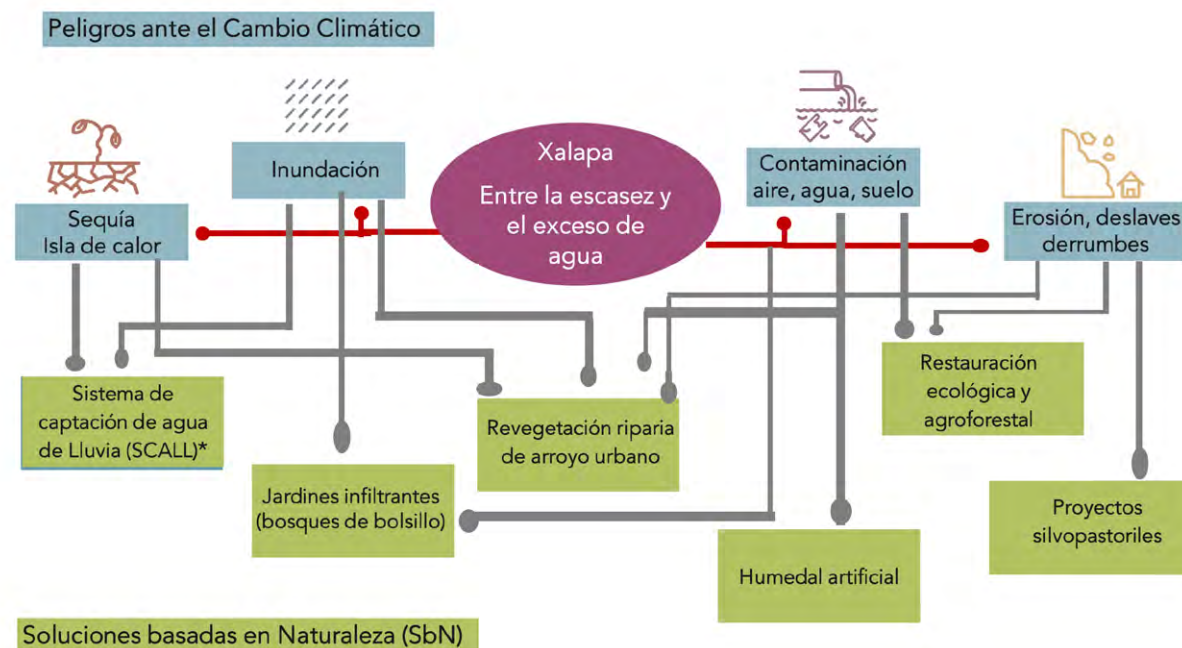 Peligros ante el Cambio Climático
Inundación
Xalapa
Entre la escasez y
el exceso de
agua
Contaminación
aire, agua, suelo
Sequía
Isla de calor
Erosión, deslaves
derrumbes
Sistema de
captación de agua
de Lluvia (SCALL)*
Revegetación riparia
de arroyo urbano
Restauración
ecológica y
agroforestal
Jardines infiltrantes
(bosques de bolsillo)
Humedal artificial
Proyectos
silvopastoriles
Soluciones basadas en Naturaleza (SbN)